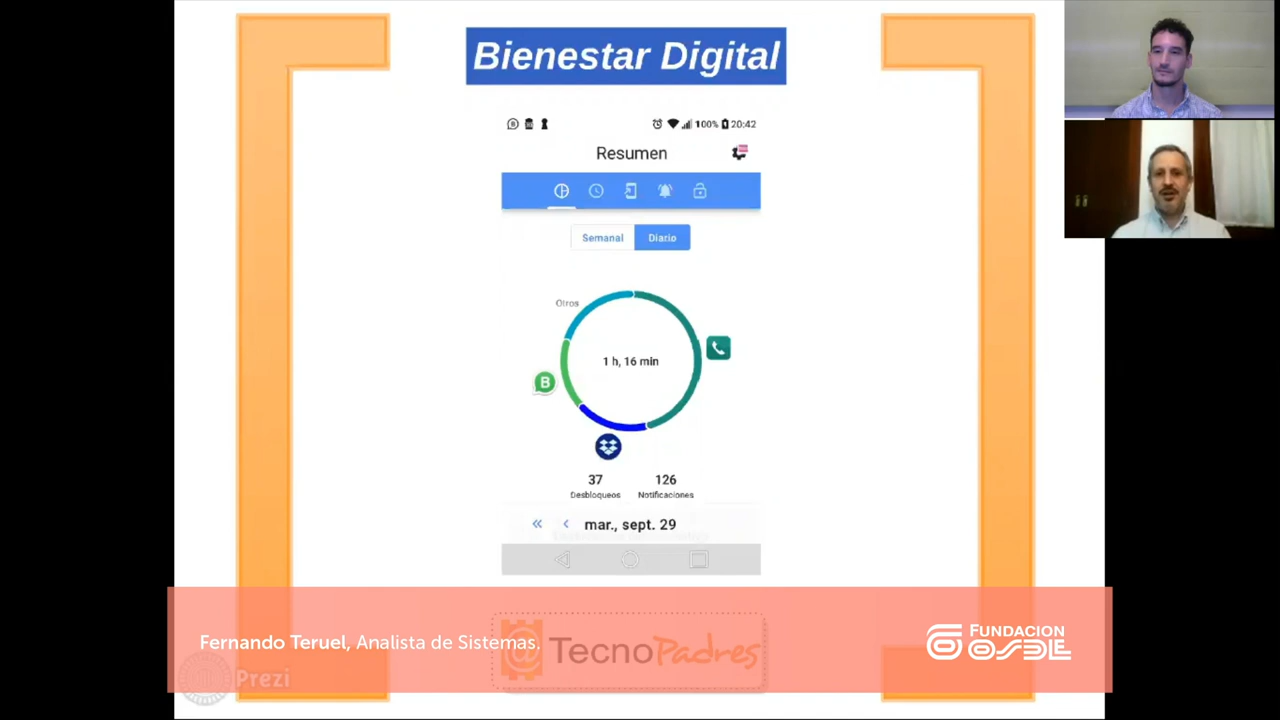 Bienestar Digital
100% 20:42
Resumen
Semanal Diario
Otros
1 h, 16 min
B
37 126
Desbloqueos Notificaciones
« ‹ mar., sept. 29
Fernando Teruel, Analista de Sistemas.
@TecnoPadres
FUNDACION
OSDE
Prezi